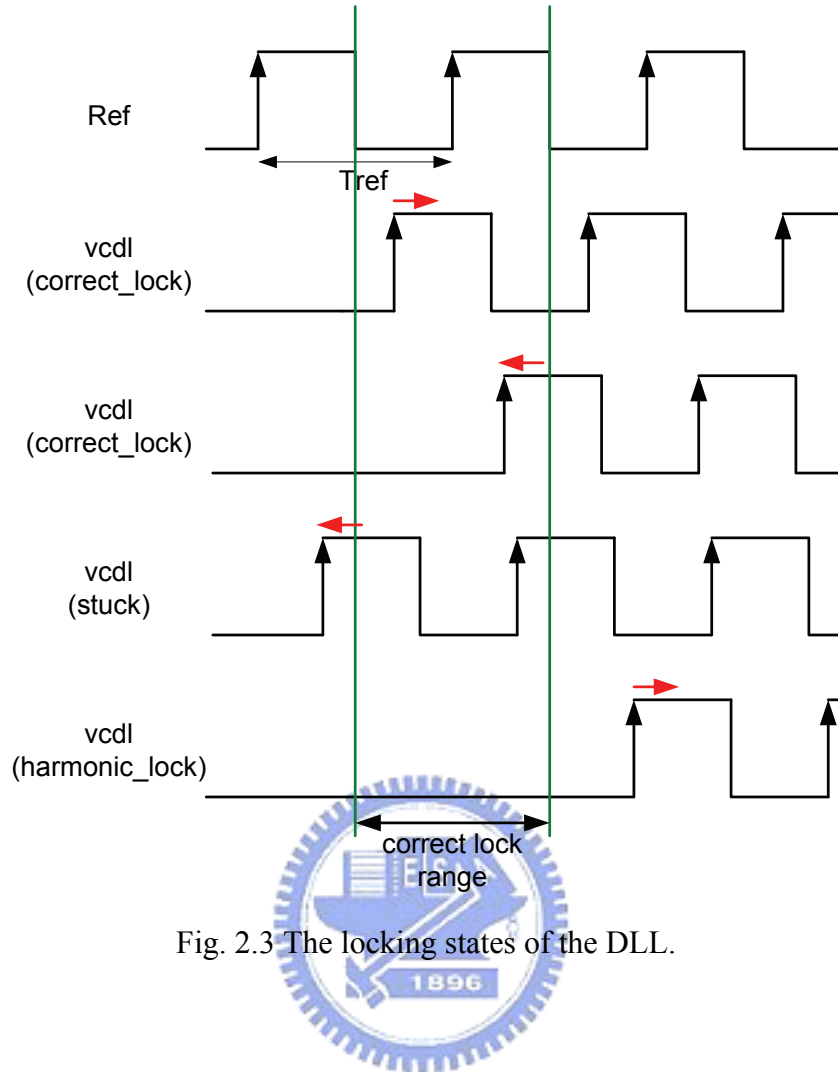 Ref
Tref
vcdl
(correct_lock)
vcdl
(correct_lock)
vcdl
(stuck)
vcdl
(harmonic_lock)
correct lock
range
E S
Fig. 2.3 The locking states of the DLL.
1896